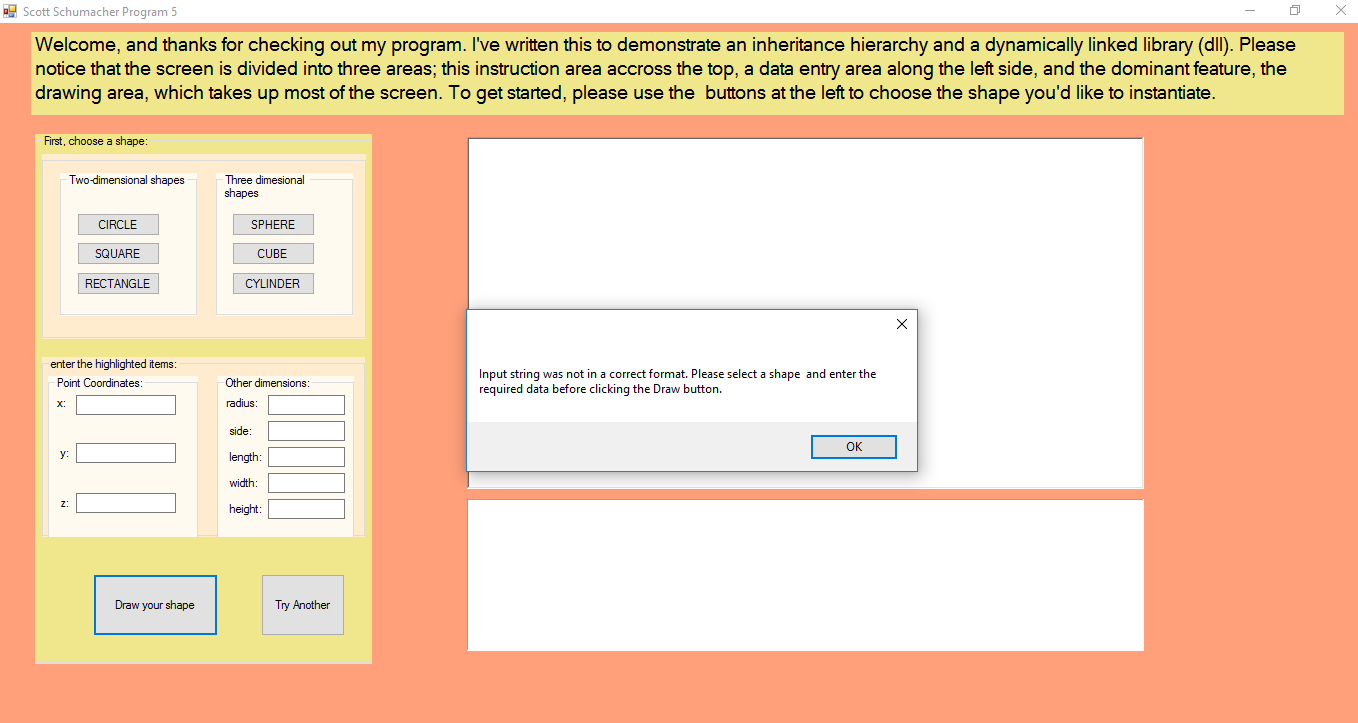 Scott Schumacher Program 5
Welcome, and thanks for checking out my program. I've written this to demonstrate an inheritance hierarchy and a dynamically linked library (dll). Please
notice that the screen is divided into three areas; this instruction area accross the top, a data entry area along the left side, and the dominant feature, the
drawing area, which takes up most of the screen. To get started, please use the  buttons at the left to choose the shape you'd like to instantiate.
First, choose a shape:
Two-dimensional shapes
CIRCLE
SQUARE
RECTANGLE
Three dimesional
shapes
SPHERE
CUBE
CYLINDER
enter the highlighted items:
Point Coordinates:
x:
y:
z:
Other dimensions:
radius:
side:
length:
width:
height:
Draw your shape
Try Another
Input string was not in a correct format. Please select a shape  and enter the
required data before clicking the Draw button.
OK